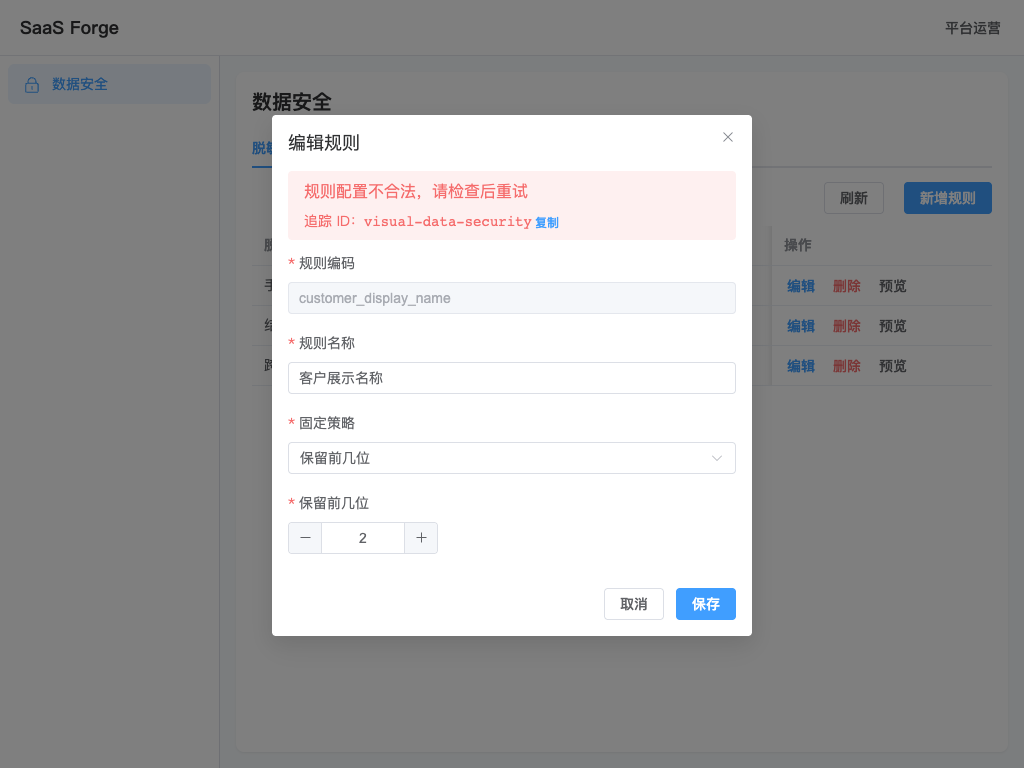 SaaS Forge
平台运营
数据安全
数据安全
编辑规则
规则配置不合法，请检查后重试
追踪 ID：visual-data-security 复制
刷新
新增规则
操作
* 规则编码
customer_display_name
编辑 删除 预览
* 规则名称
编辑 删除 预览
客户展示名称
编辑 删除 预览
* 固定策略
保留前几位
* 保留前几位
2
取消
保存